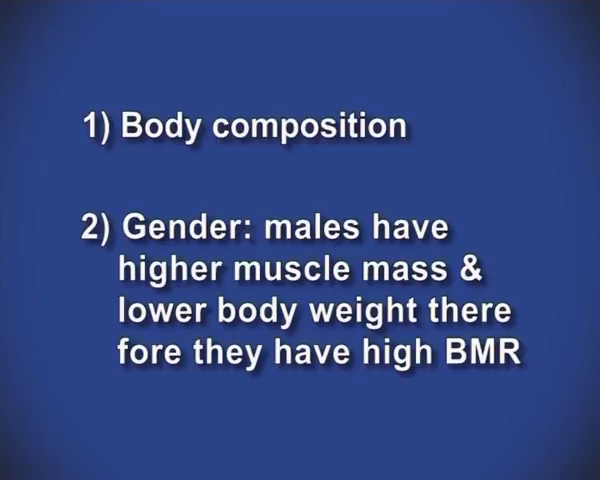 1) Body composition
2) Gender: males have
higher muscle mass &
lower body weight there
fore they have high BMR